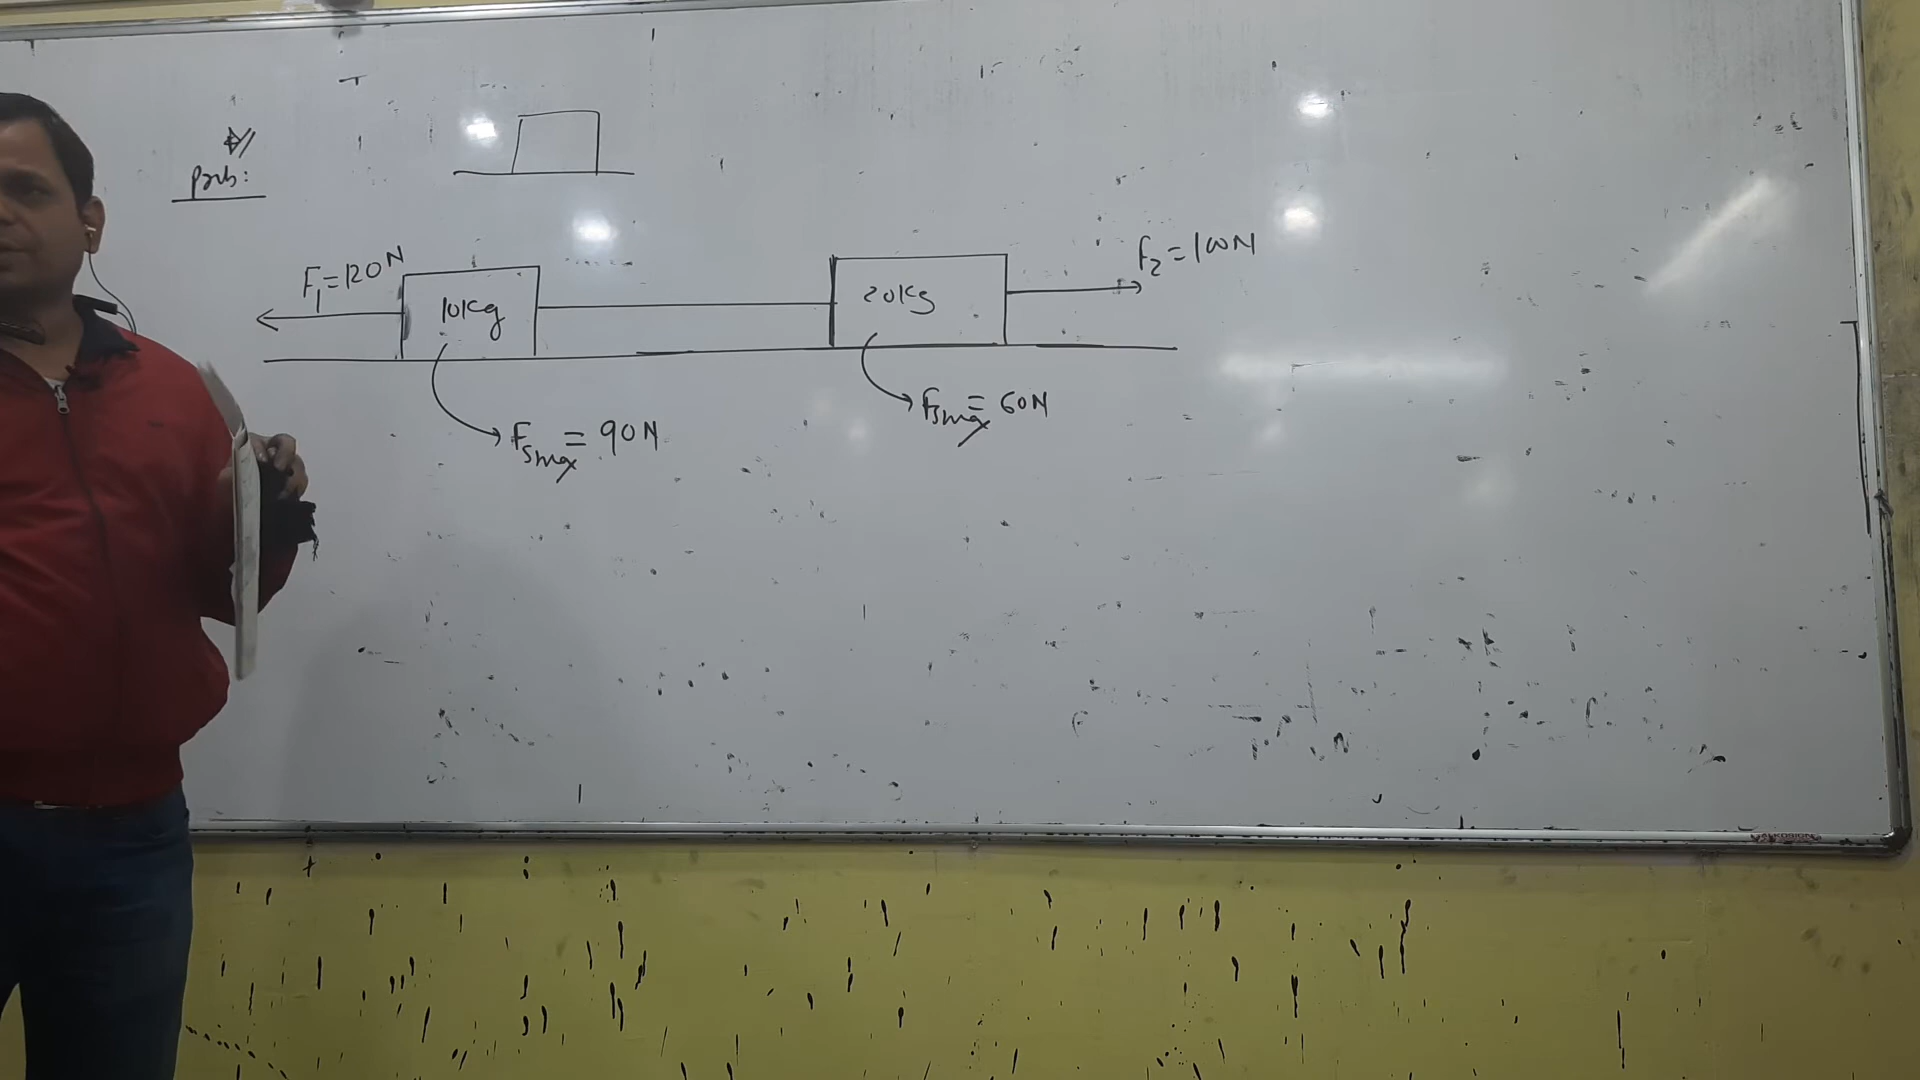 Prob:
F₁=120N
10Kg
20Kg
F₂=100N
Fsmax = 90N
Fsmax = 60N